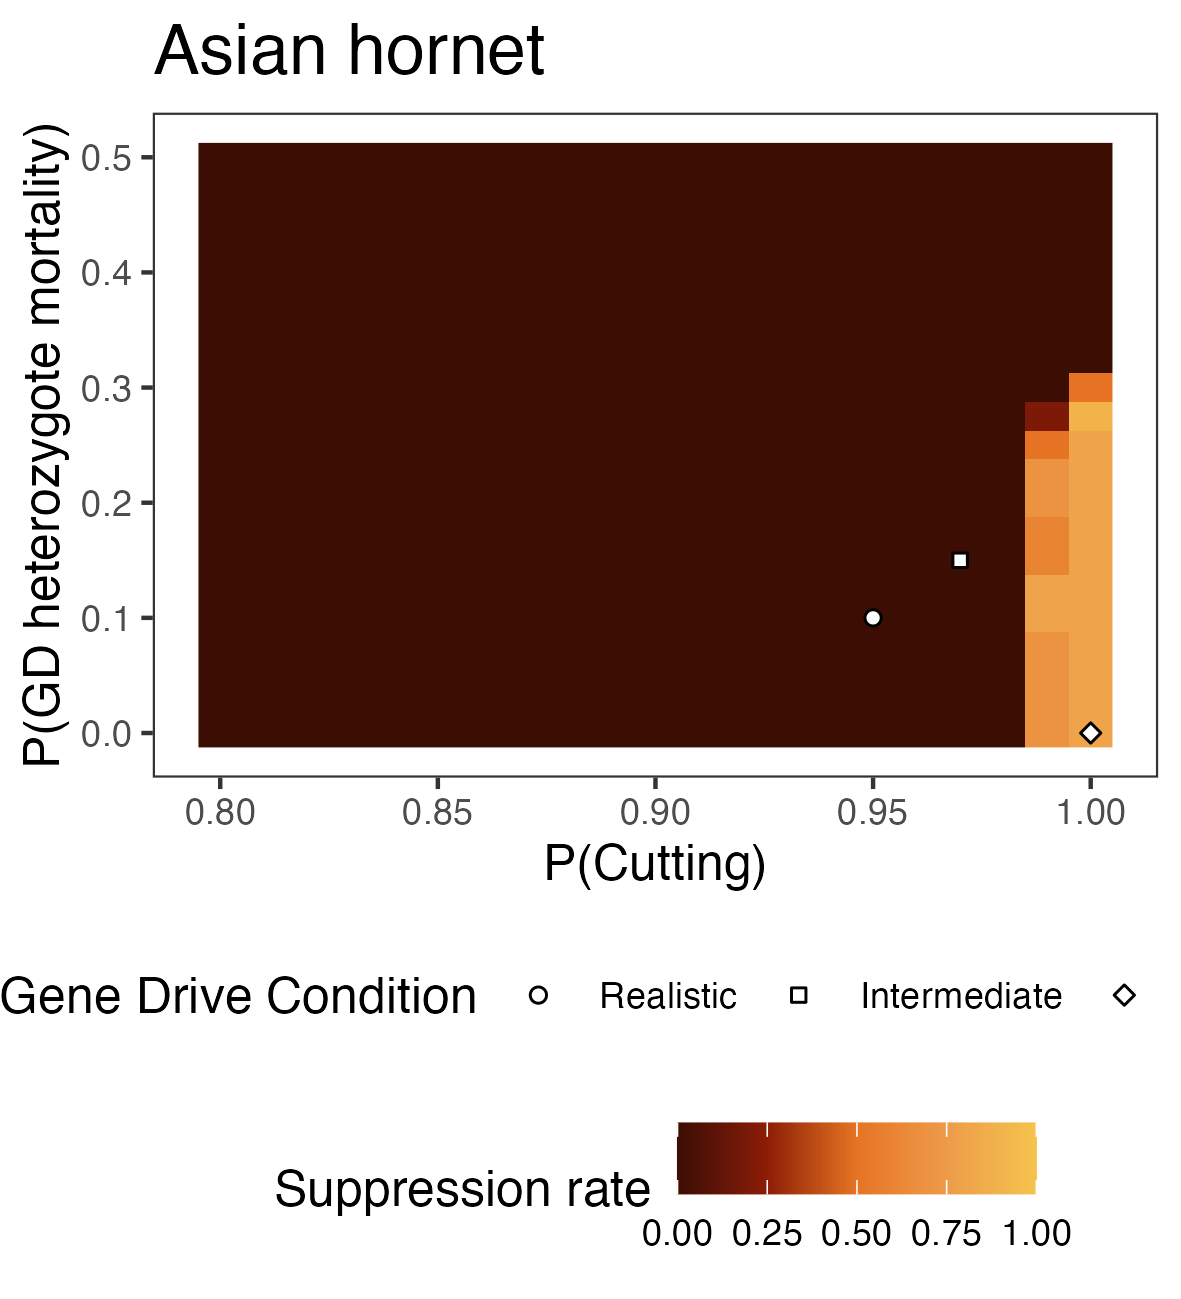 Asian hornet
P(GD heterozygote mortality)
0.5
0.4
0.3
0.2
0.1
0.0
0.80 0.85 0.90 0.95 1.00
P(Cutting)
Gene Drive Condition Realistic Intermediate
Suppression rate
0.00 0.25 0.50 0.75 1.00